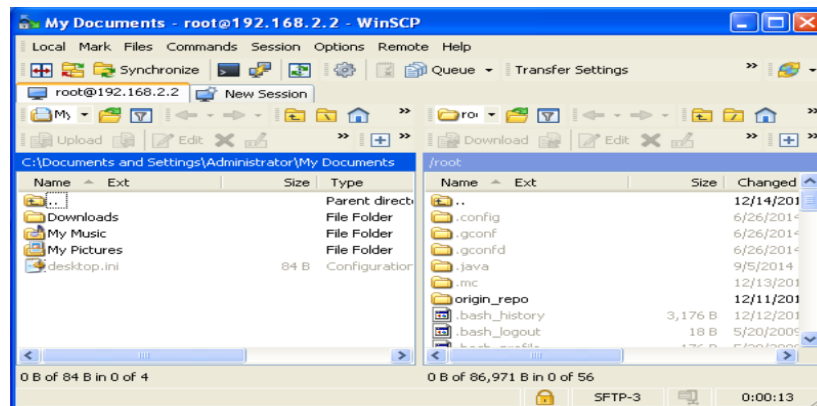 My Documents - root@192.168.2.2 - WinSCP
Local Mark Files Commands Session Options Remote Help
Synchronize Queue Transfer Settings
root@192.168.2.2 New Session
My roo
Upload Edit Download Edit
C:\Documents and Settings\Administrator\My Documents /root
Name Ext Size Type Name Ext Size Changed
.. Parent directo .. 12/14/201
Downloads File Folder .config 6/26/2014
My Music File Folder .gconf 6/26/2014
My Pictures File Folder .gconfd 6/26/2014
desktop.ini 84 B Configuration .java 9/5/2014
.mc 12/13/201
origin_repo 12/11/201
.bash_history 3,176 B 12/12/201
.bash_logout 18 B 5/20/2009
0 B of 84 B in 0 of 4 0 B of 86,971 B in 0 of 56
SFTP-3 0:00:13